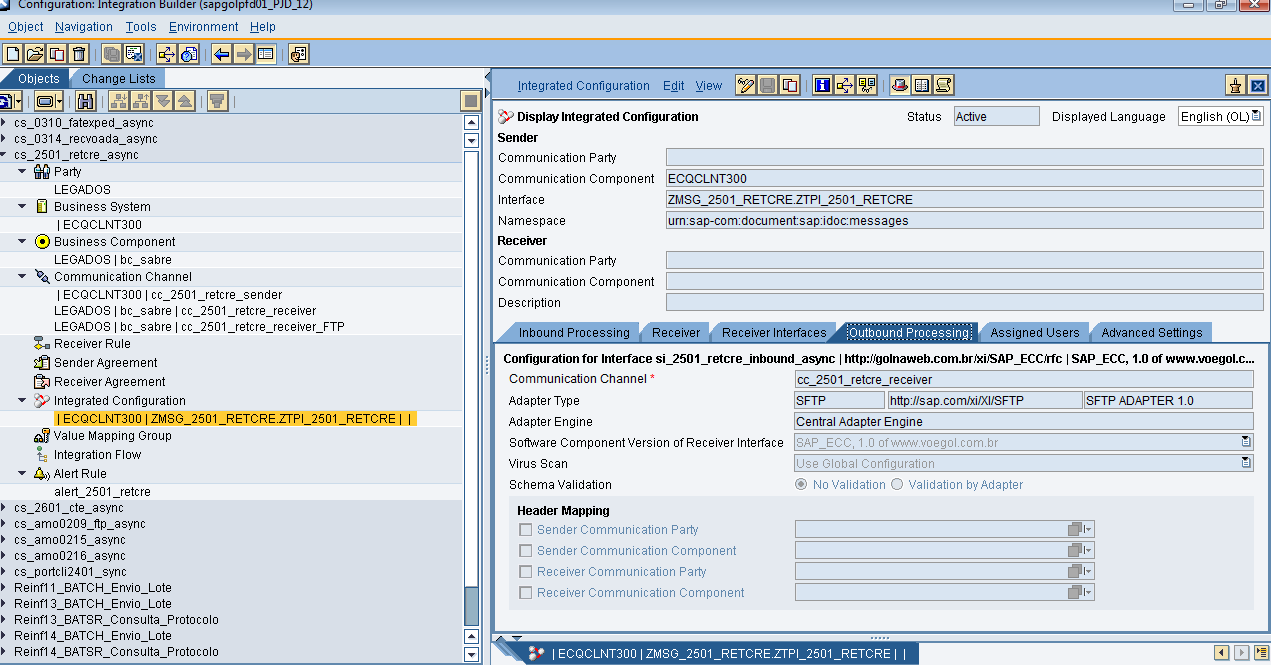 Configuration: Integration Builder (sapgolpfd01_PJD_12)
Object Navigation Tools Environment Help
Objects Change Lists
cs_0310_fatexped_async
cs_0314_recvoada_async
cs_2501_retcre_async
Party
LEGADOS
Business System
| ECQCLNT300
Business Component
LEGADOS | bc_sabre
Communication Channel
| ECQCLNT300 | cc_2501_retcre_sender
LEGADOS | bc_sabre | cc_2501_retcre_receiver
LEGADOS | bc_sabre | cc_2501_retcre_receiver_FTP
Receiver Rule
Sender Agreement
Receiver Agreement
Integrated Configuration
| ECQCLNT300 | ZMSG_2501_RETCRE.ZTPI_2501_RETCRE | |
Value Mapping Group
Integration Flow
Alert Rule
alert_2501_retcre
cs_2601_cte_async
cs_amo0209_ftp_async
cs_amo0215_async
cs_amo0216_async
cs_portcli2401_sync
Reinf11_BATCH_Envio_Lote
Reinf13_BATCH_Envio_Lote
Reinf13_BATSR_Consulta_Protocolo
Reinf14_BATCH_Envio_Lote
Reinf14_BATSR_Consulta_Protocolo
Integrated Configuration Edit View
Display Integrated Configuration Status Active Displayed Language English (OL)
Sender
Communication Party
Communication Component ECQCLNT300
Interface ZMSG_2501_RETCRE.ZTPI_2501_RETCRE
Namespace urn:sap-com:document:sap:idoc:messages
Receiver
Communication Party
Communication Component
Description
Inbound Processing Receiver Receiver Interfaces Outbound Processing Assigned Users Advanced Settings
Configuration for Interface si_2501_retcre_inbound_async | http://golnaweb.com.br/xi/SAP_ECC/rfc | SAP_ECC, 1.0 of www.voegol.c...
Communication Channel * cc_2501_retcre_receiver
Adapter Type SFTP http://sap.com/xi/XI/SFTP SFTP ADAPTER 1.0
Adapter Engine Central Adapter Engine
Software Component Version of Receiver Interface SAP_ECC, 1.0 of www.voegol.com.br
Virus Scan Use Global Configuration
Schema Validation No Validation Validation by Adapter
Header Mapping
Sender Communication Party
Sender Communication Component
Receiver Communication Party
Receiver Communication Component
| ECQCLNT300 | ZMSG_2501_RETCRE.ZTPI_2501_RETCRE | |